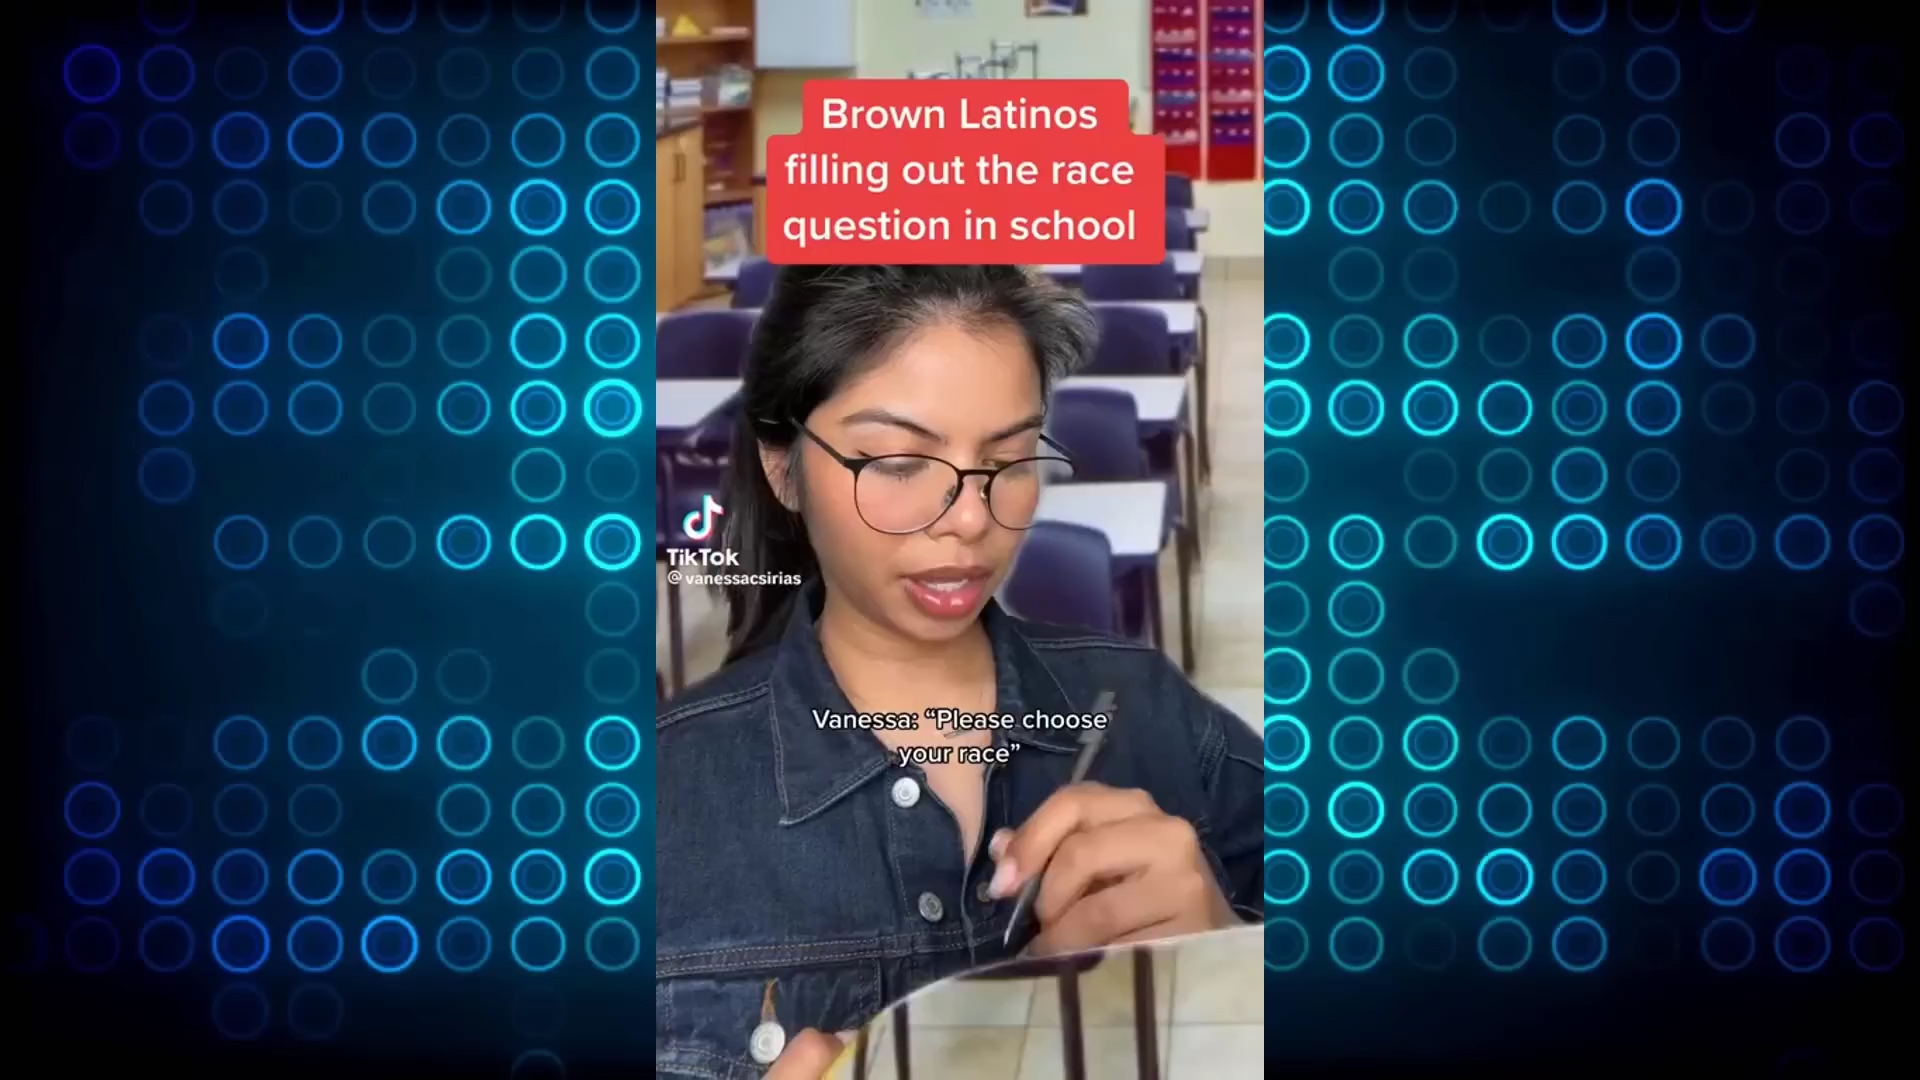 Brown Latinos
filling out the race
question in school
TikTok
@vanessacsirias
Vanessa: “Please choose
your race”